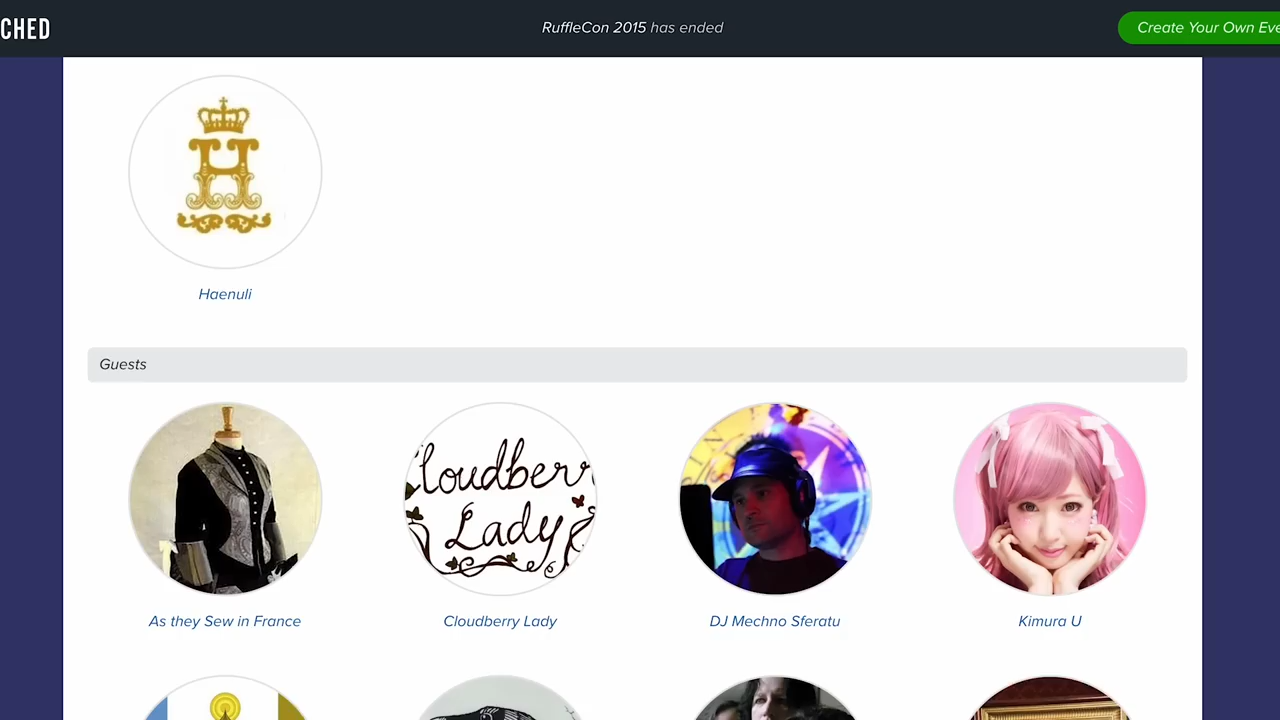 CHED
RuffleCon 2015 has ended
Create Your Own Eve
H
Haenuli
Guests
Cloudberr
Lady
As they Sew in France
Cloudberry Lady
DJ Mechno Sferatu
Kimura U